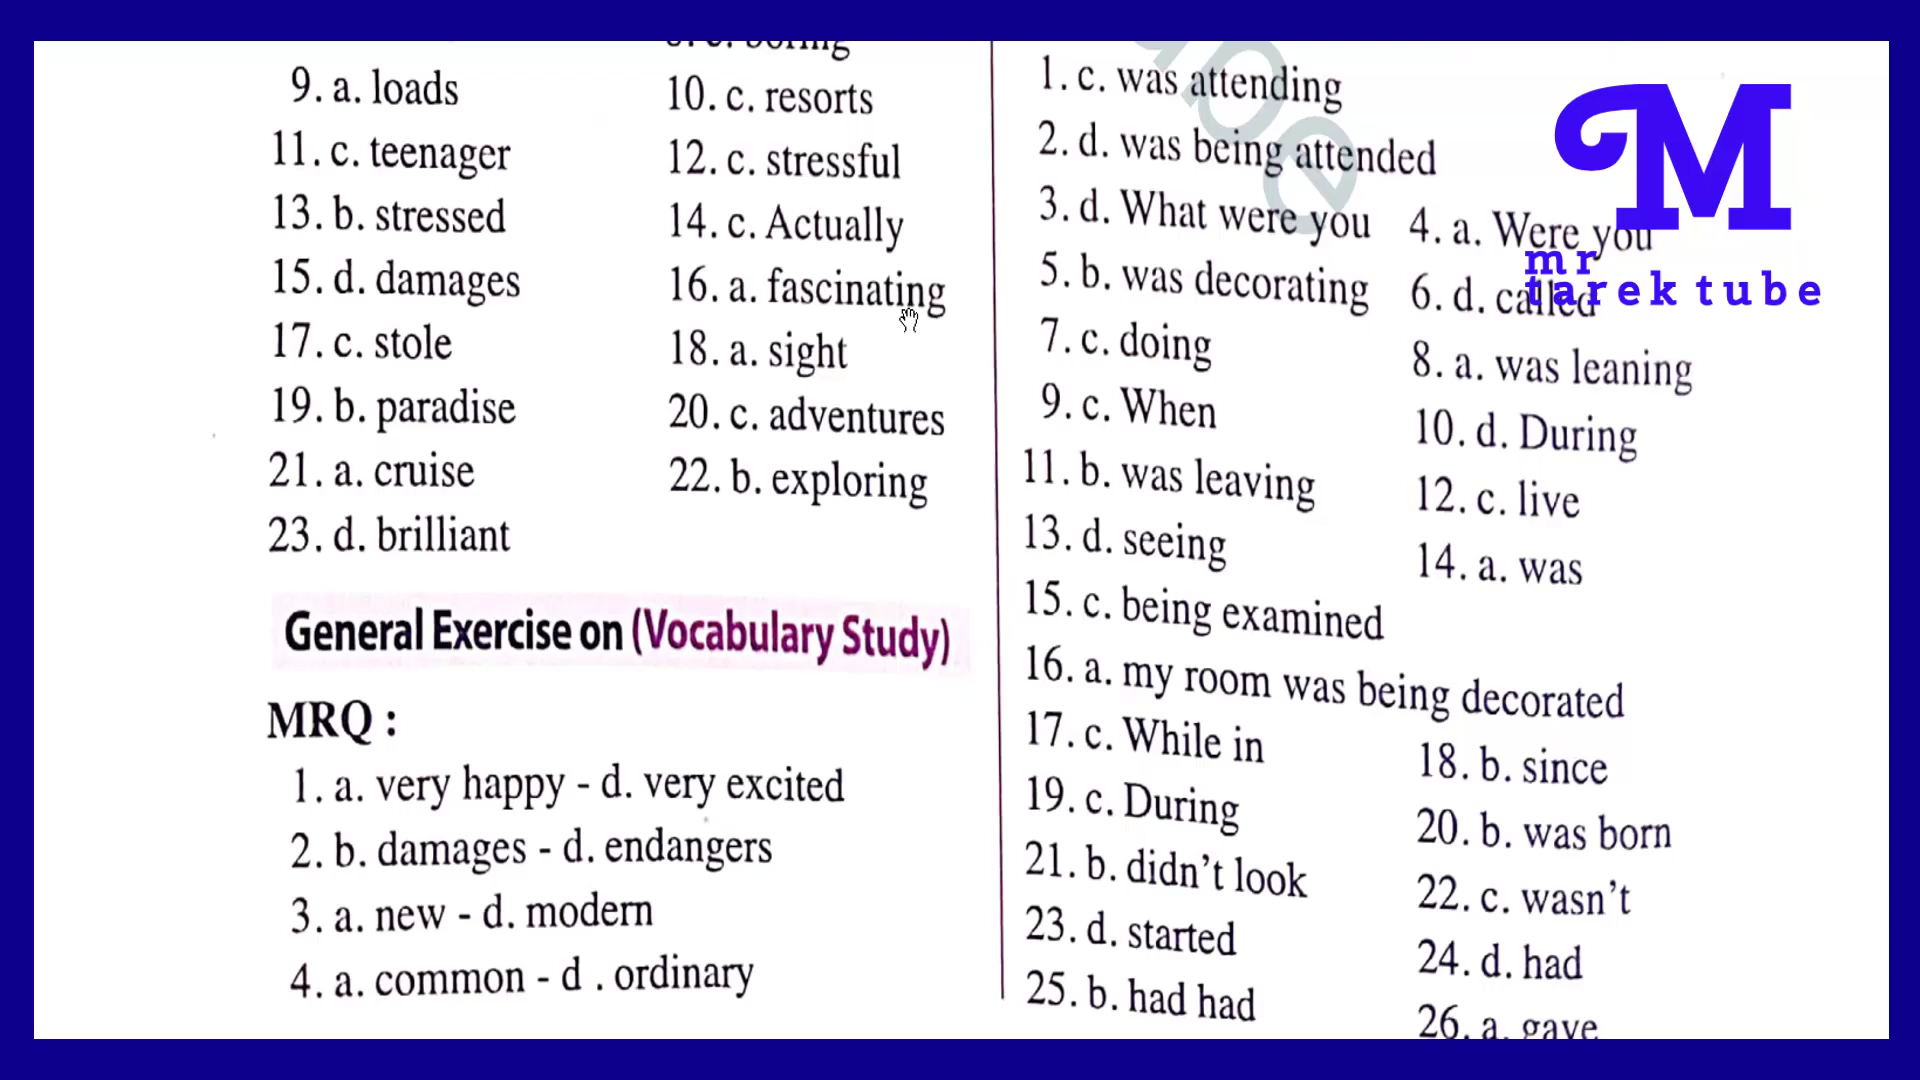 8. c. boring
9. a. loads
10. c. resorts
11. c. teenager
12. c. stressful
13. b. stressed
14. c. Actually
15. d. damages
16. a. fascinating
17. c. stole
18. a. sight
19. b. paradise
20. c. adventures
21. a. cruise
22. b. exploring
23. d. brilliant
General Exercise on (Vocabulary Study)
MRQ :
1. a. very happy - d. very excited
2. b. damages - d. endangers
3. a. new - d. modern
4. a. common - d . ordinary
1. c. was attending
2. d. was being attended
3. d. What were you
4. a. Were you
5. b. was decorating
6. d. called
7. c. doing
8. a. was leaning
9. c. When
10. d. During
11. b. was leaving
12. c. live
13. d. seeing
14. a. was
15. c. being examined
16. a. my room was being decorated
17. c. While in
18. b. since
19. c. During
20. b. was born
21. b. didn't look
22. c. wasn't
23. d. started
24. d. had
25. b. had had
26. a. gave
M
mr
tarek tube